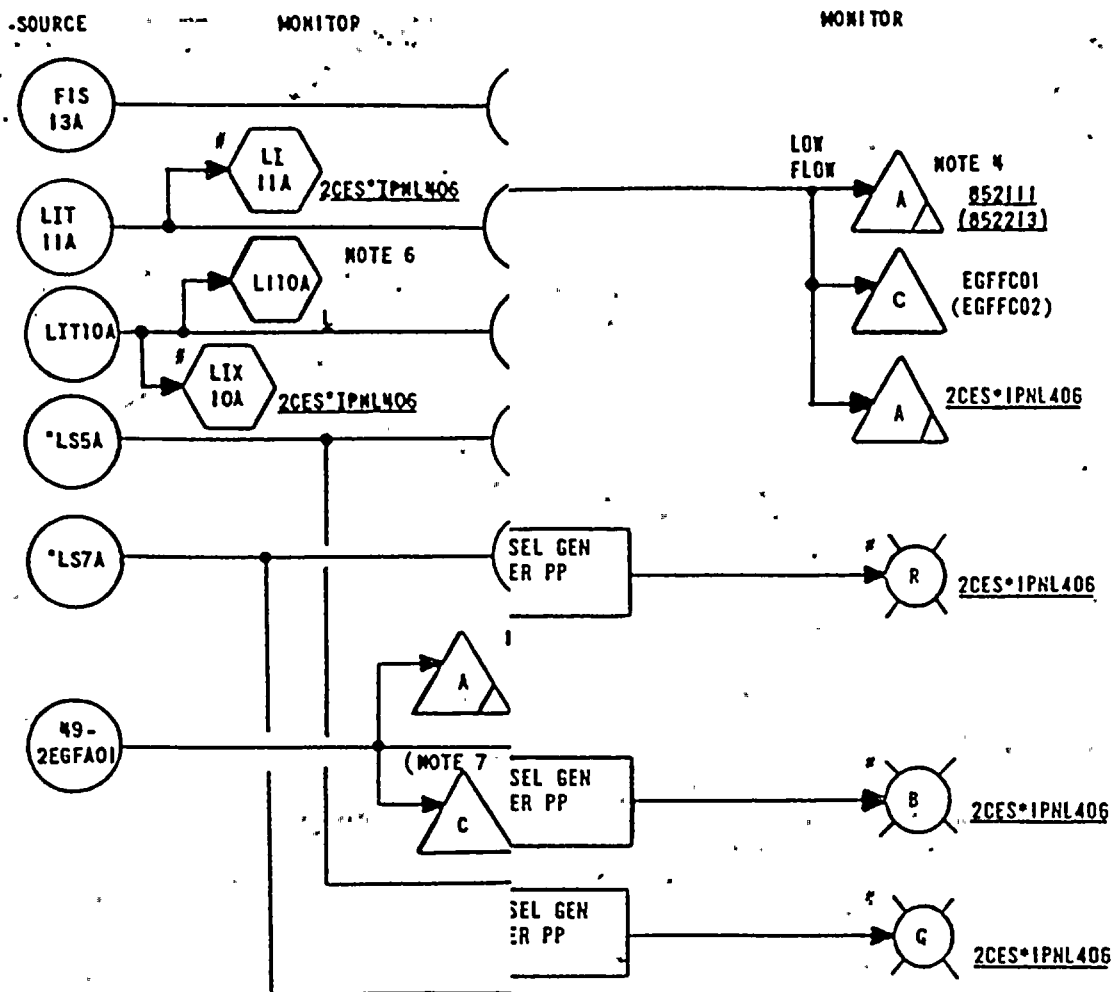 SOURCE
MONITOR
MONITOR
FIS
13A
#
LI
11A
2CES*IPNL406
LIT
11A
NOTE 6
LI10A
LIT10A
#
LIX
10A
2CES*IPNL406
*LS5A
*LS7A
A
49-
2EGFA01
(NOTE 7
C
LOW
FLOW
A
NOTE 4
852111
(852213)
C
EGFFC01
(EGFFC02)
A
2CES*IPNL406
SEL GEN
ER PP
*
R
2CES*IPNL406
SEL GEN
ER PP
*
B
2CES*IPNL406
SEL GEN
ER PP
*
G
2CES*IPNL406